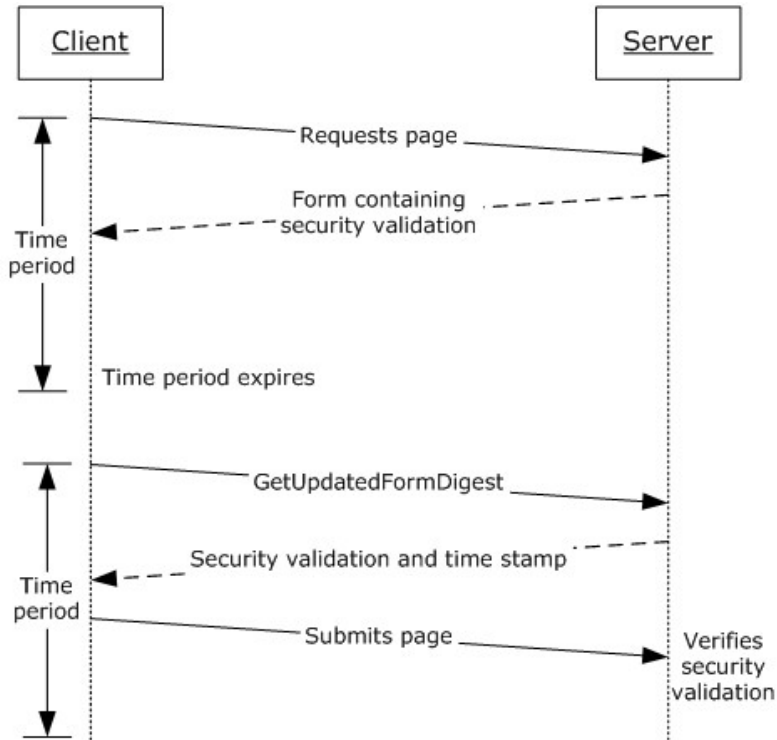 Client
Server
Requests page
Form containing
security validation
Time
period
Time period expires
GetUpdatedFormDigest
Security validation and time stamp
Time
period
Submits page
Verifies
security
validation